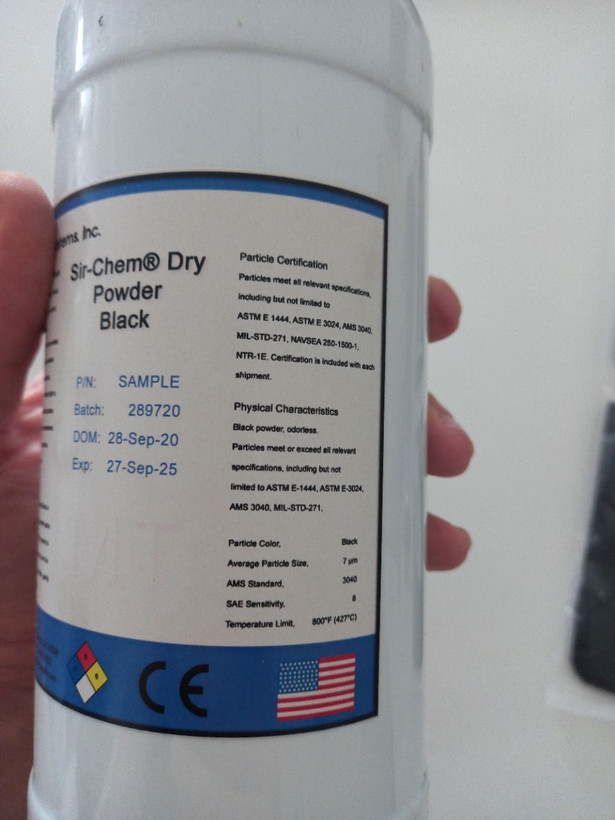 Inc.
Sir-Chem® Dry
Powder
Black
P/N: SAMPLE
Batch: 289720
DOM: 28-Sep-20
Exp: 27-Sep-25
Particle Certification
Particles meet all relevant specifications,
including but not limited to
ASTM E 1444, ASTM E 3024, AMS 3040,
MIL-STD-271, NAVSEA 250-1500-1,
NTR-1E. Certification is included with each
shipment.
Physical Characteristics
Black powder, odorless.
Particles meet or exceed all relevant
specifications, including but not
limited to ASTM E-1444, ASTM E-3024,
AMS 3040, MIL-STD-271.
Particle Color, Black
Average Particle Size, 7 µm
AMS Standard, 3040
SAE Sensitivity, 8
Temperature Limit, 800°F (427°C)
CE